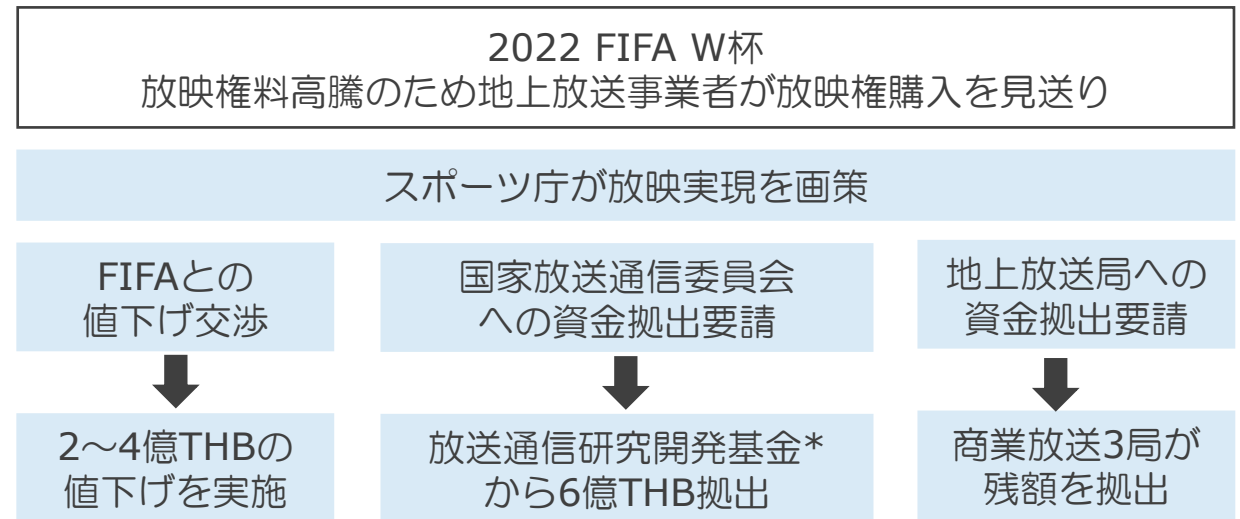 2022 FIFA W杯
放映権料高騰のため地上放送事業者が放映権購入を見送り
スポーツ庁が放映実現を画策
FIFAとの
値下げ交渉
国家放送通信委員会
への資金拠出要請
地上放送局への
資金拠出要請
2～4億THBの
値下げを実施
放送通信研究開発基金*
から6億THB拠出
商業放送3局が
残額を拠出